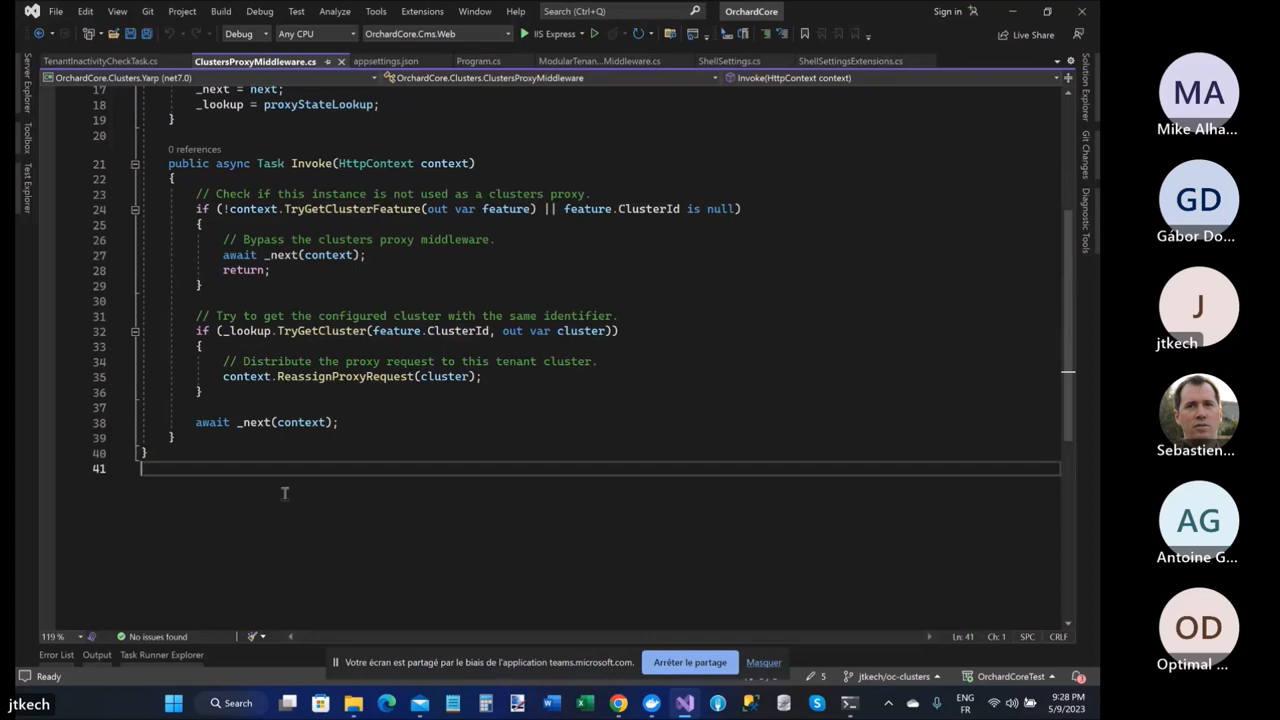 File Edit View Git Project Build Debug Test Analyze Tools Extensions Window Help Search (Ctrl+Q) OrchardCore Sign in
Debug Any CPU OrchardCore.Cms.Web IIS Express Live Share
TenantInactivityCheckTask.cs ClustersProxyMiddleware.cs appsettings.json Program.cs ModularTenan...Middleware.cs ShellSettings.cs ShellSettingsExtensions.cs
OrchardCore.Clusters.Yarp (net7.0) OrchardCore.Clusters.ClustersProxyMiddleware Invoke(HttpContext context)
Server Explorer
Toolbox
Test Explorer
17 _next = next;
18 _lookup = proxyStateLookup;
19 }
20
0 references
21 public async Task Invoke(HttpContext context)
22 {
23 // Check if this instance is not used as a clusters proxy.
24 if (!context.TryGetClusterFeature(out var feature) || feature.ClusterId is null)
25 {
26 // Bypass the clusters proxy middleware.
27 await _next(context);
28 return;
29 }
30
31 // Try to get the configured cluster with the same identifier.
32 if (_lookup.TryGetCluster(feature.ClusterId, out var cluster))
33 {
34 // Distribute the proxy request to this tenant cluster.
35 context.ReassignProxyRequest(cluster);
36 }
37
38 await _next(context);
39 }
40 }
41
Solution Explorer
Git Changes
Diagnostic Tools
119 % No issues found Ln: 41 Ch: 1 SPC CRLF
Error List Output Task Runner Explorer
Votre écran est partagé par le biais de l'application teams.microsoft.com. Arrêter le partage Masquer
Ready 5 jtkech/oc-clusters OrchardCoreTest
jtkech
Search
ENG
FR
9:28 PM
5/9/2023
MA
Mike Alha...
GD
Gábor Do...
J
jtkech
Sebastien...
AG
Antoine G...
OD
Optimal ...